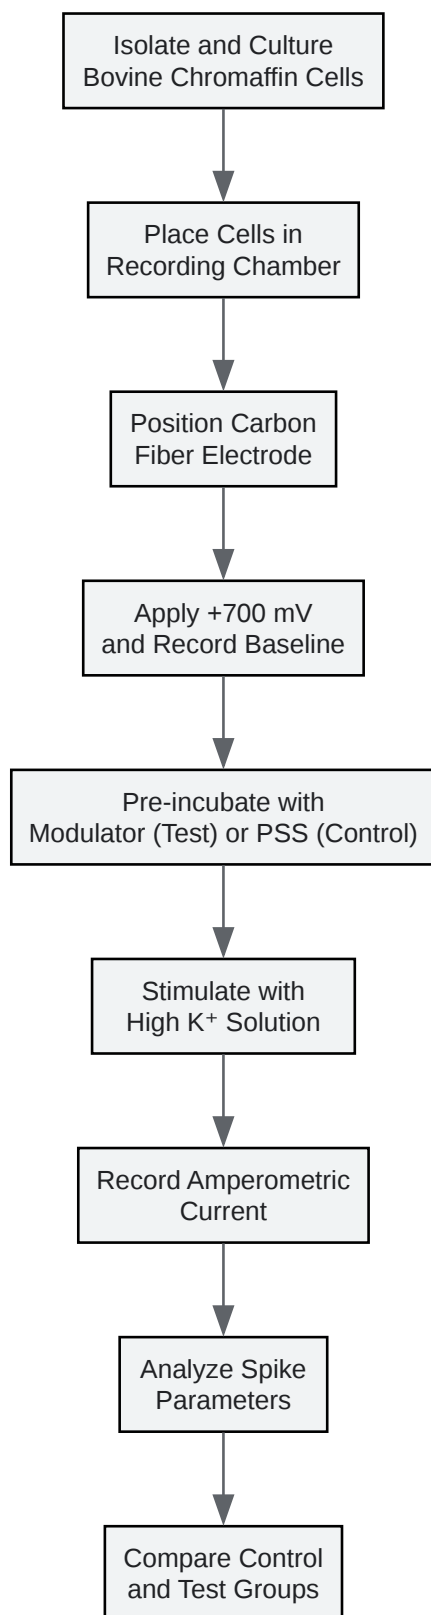 Isolate and Culture
Bovine Chromaffin Cells
Place Cells in
Recording Chamber
Position Carbon
Fiber Electrode
Apply +700 mV
and Record Baseline
Pre-incubate with
Modulator (Test) or PSS (Control)
Stimulate with
High K⁺ Solution
Record Amperometric
Current
Analyze Spike
Parameters
Compare Control
and Test Groups